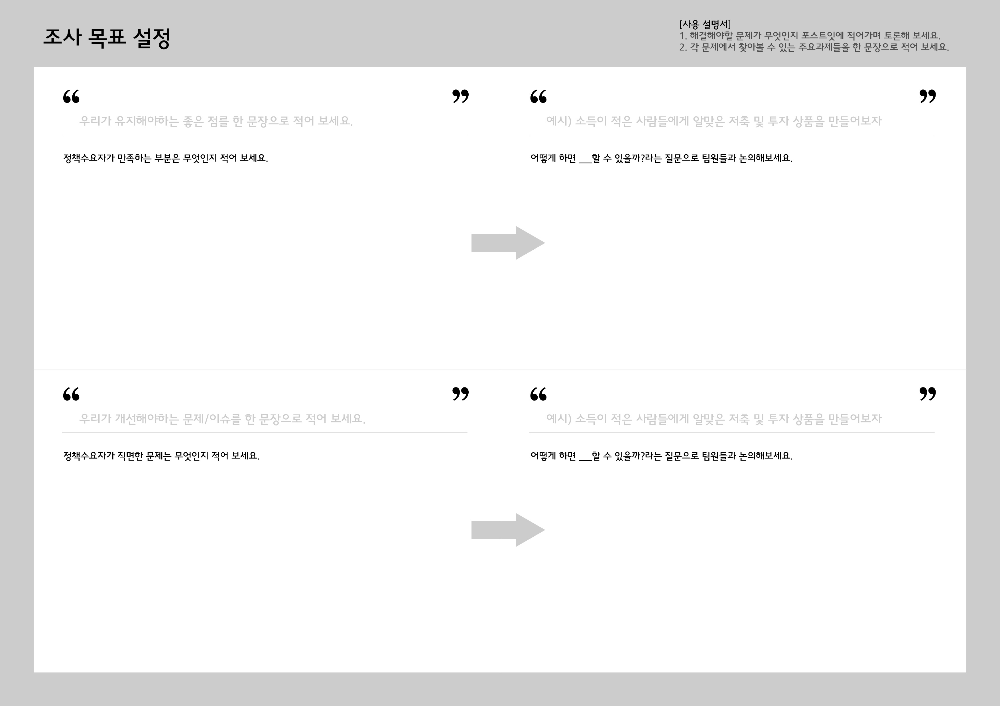 조사 목표 설정
[사용 설명서]
1. 해결해야할 문제가 무엇인지 포스트잇에 적어가며 토론해 보세요.
2. 각 문제에서 찾아볼 수 있는 주요과제들을 한 문장으로 적어 보세요.
“ ”
우리가 유지해야하는 좋은 점를 한 문장으로 적어 보세요.
정책수요자가 만족하는 부분은 무엇인지 적어 보세요.
“ ”
예시) 소득이 적은 사람들에게 알맞은 저축 및 투자 상품을 만들어보자
어떻게 하면 ___할 수 있을까?라는 질문으로 팀원들과 논의해보세요.
“ ”
우리가 개선해야하는 문제/이슈를 한 문장으로 적어 보세요.
정책수요자가 직면한 문제는 무엇인지 적어 보세요.
“ ”
예시) 소득이 적은 사람들에게 알맞은 저축 및 투자 상품을 만들어보자
어떻게 하면 ___할 수 있을까?라는 질문으로 팀원들과 논의해보세요.